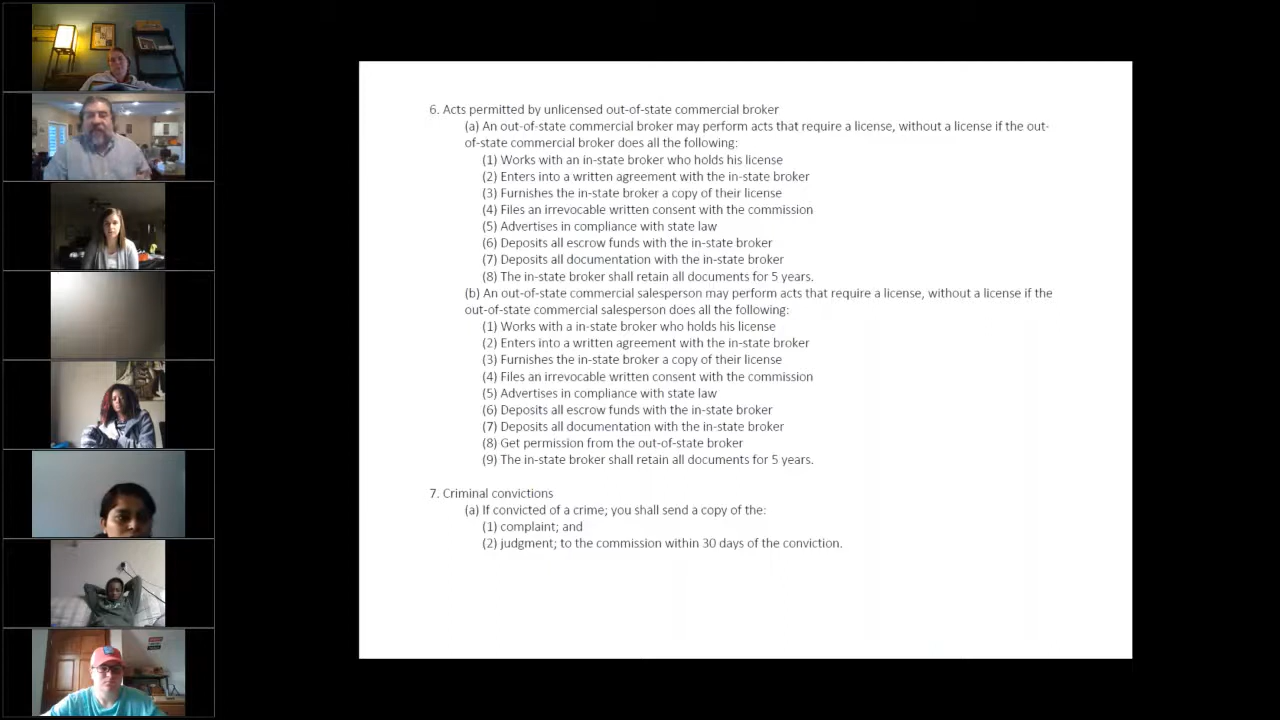 6. Acts permitted by unlicensed out-of-state commercial broker
(a) An out-of-state commercial broker may perform acts that require a license, without a license if the out-
of-state commercial broker does all the following:
(1) Works with an in-state broker who holds his license
(2) Enters into a written agreement with the in-state broker
(3) Furnishes the in-state broker a copy of their license
(4) Files an irrevocable written consent with the commission
(5) Advertises in compliance with state law
(6) Deposits all escrow funds with the in-state broker
(7) Deposits all documentation with the in-state broker
(8) The in-state broker shall retain all documents for 5 years.
(b) An out-of-state commercial salesperson may perform acts that require a license, without a license if the
out-of-state commercial salesperson does all the following:
(1) Works with a in-state broker who holds his license
(2) Enters into a written agreement with the in-state broker
(3) Furnishes the in-state broker a copy of their license
(4) Files an irrevocable written consent with the commission
(5) Advertises in compliance with state law
(6) Deposits all escrow funds with the in-state broker
(7) Deposits all documentation with the in-state broker
(8) Get permission from the out-of-state broker
(9) The in-state broker shall retain all documents for 5 years.
7. Criminal convictions
(a) If convicted of a crime; you shall send a copy of the:
(1) complaint; and
(2) judgment; to the commission within 30 days of the conviction.